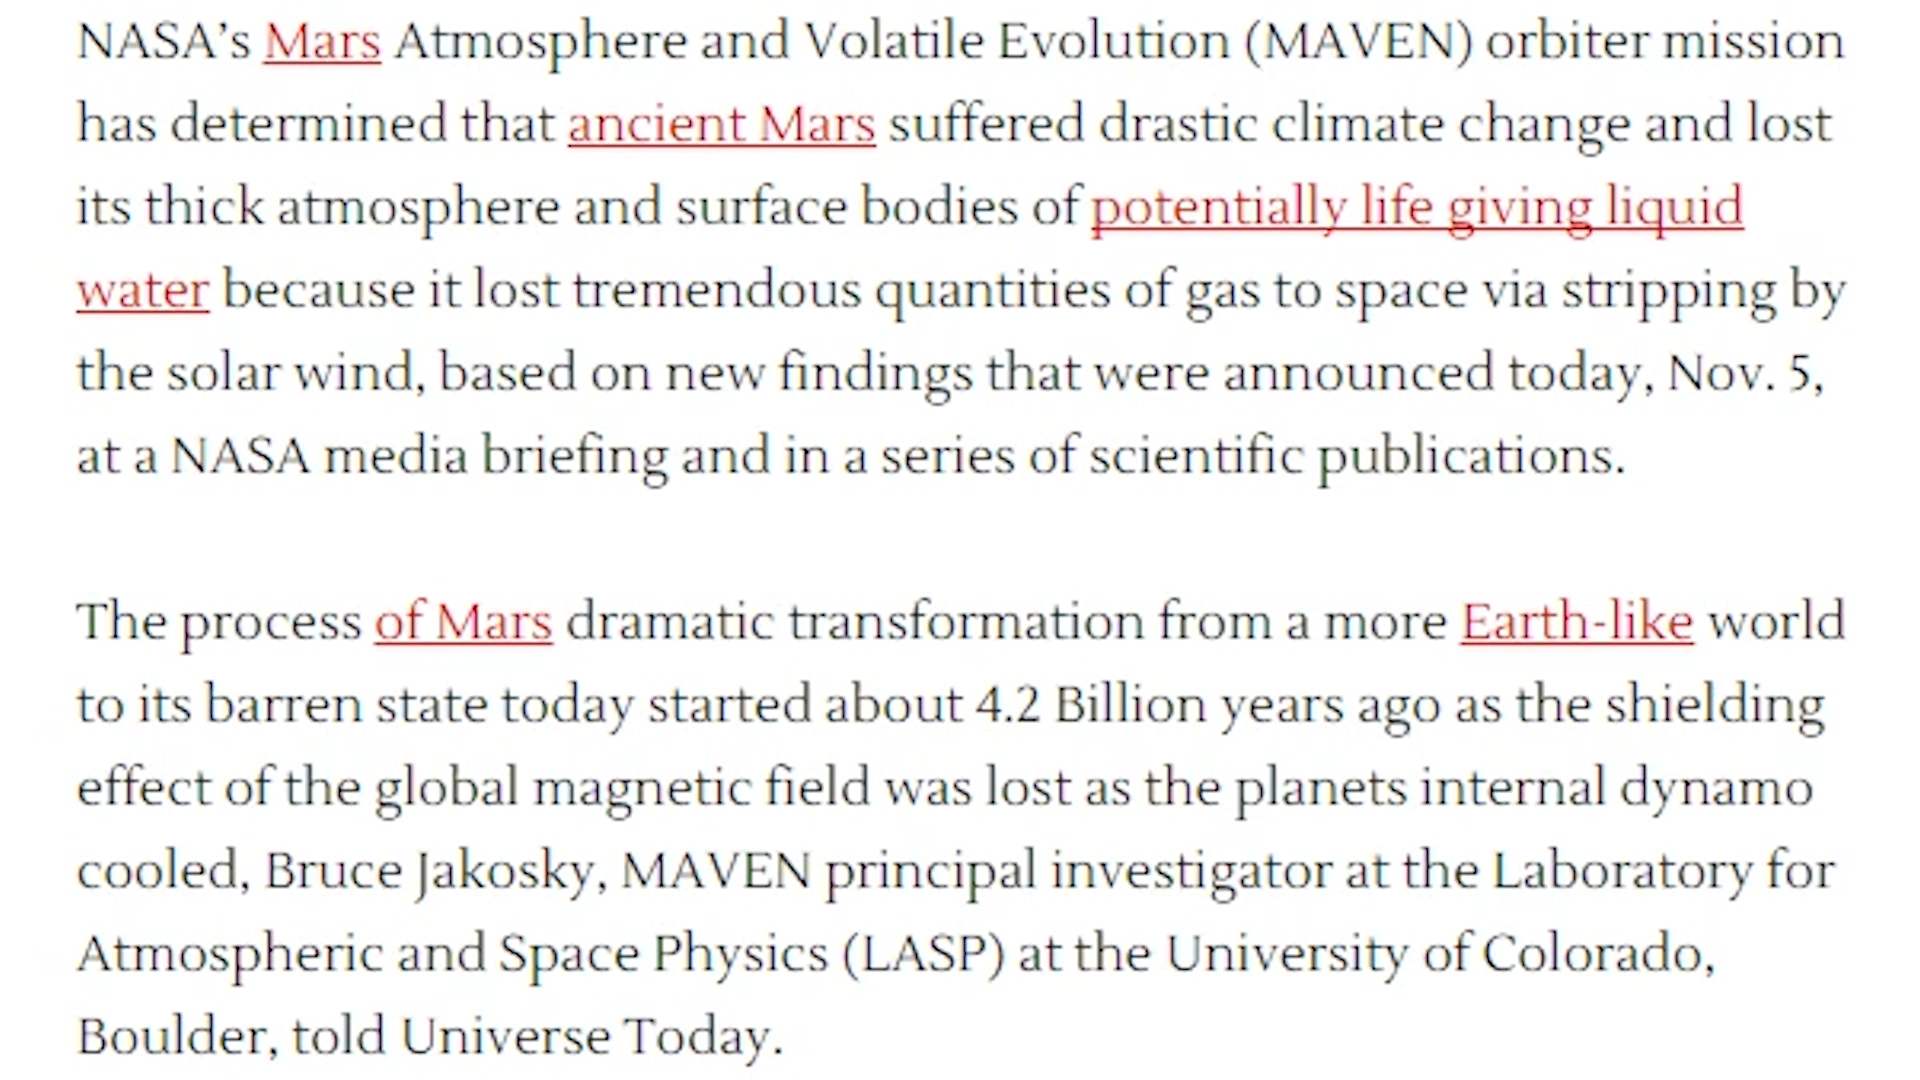 NASA’s Mars Atmosphere and Volatile Evolution (MAVEN) orbiter mission
has determined that ancient Mars suffered drastic climate change and lost
its thick atmosphere and surface bodies of potentially life giving liquid
water because it lost tremendous quantities of gas to space via stripping by
the solar wind, based on new findings that were announced today, Nov. 5,
at a NASA media briefing and in a series of scientific publications.
The process of Mars dramatic transformation from a more Earth-like world
to its barren state today started about 4.2 Billion years ago as the shielding
effect of the global magnetic field was lost as the planets internal dynamo
cooled, Bruce Jakosky, MAVEN principal investigator at the Laboratory for
Atmospheric and Space Physics (LASP) at the University of Colorado,
Boulder, told Universe Today.